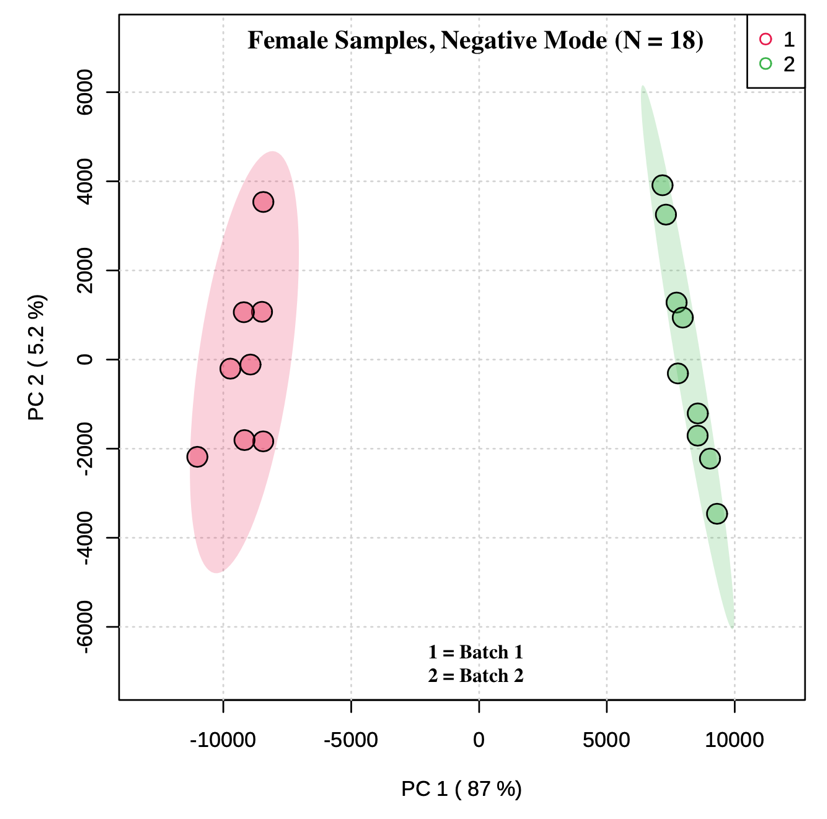 Female Samples, Negative Mode (N = 18)
1
2
6000
4000
2000
0
-2000
-4000
-6000
PC 2 ( 5.2 %)
1 = Batch 1
2 = Batch 2
-10000 -5000 0 5000 10000
PC 1 ( 87 %)